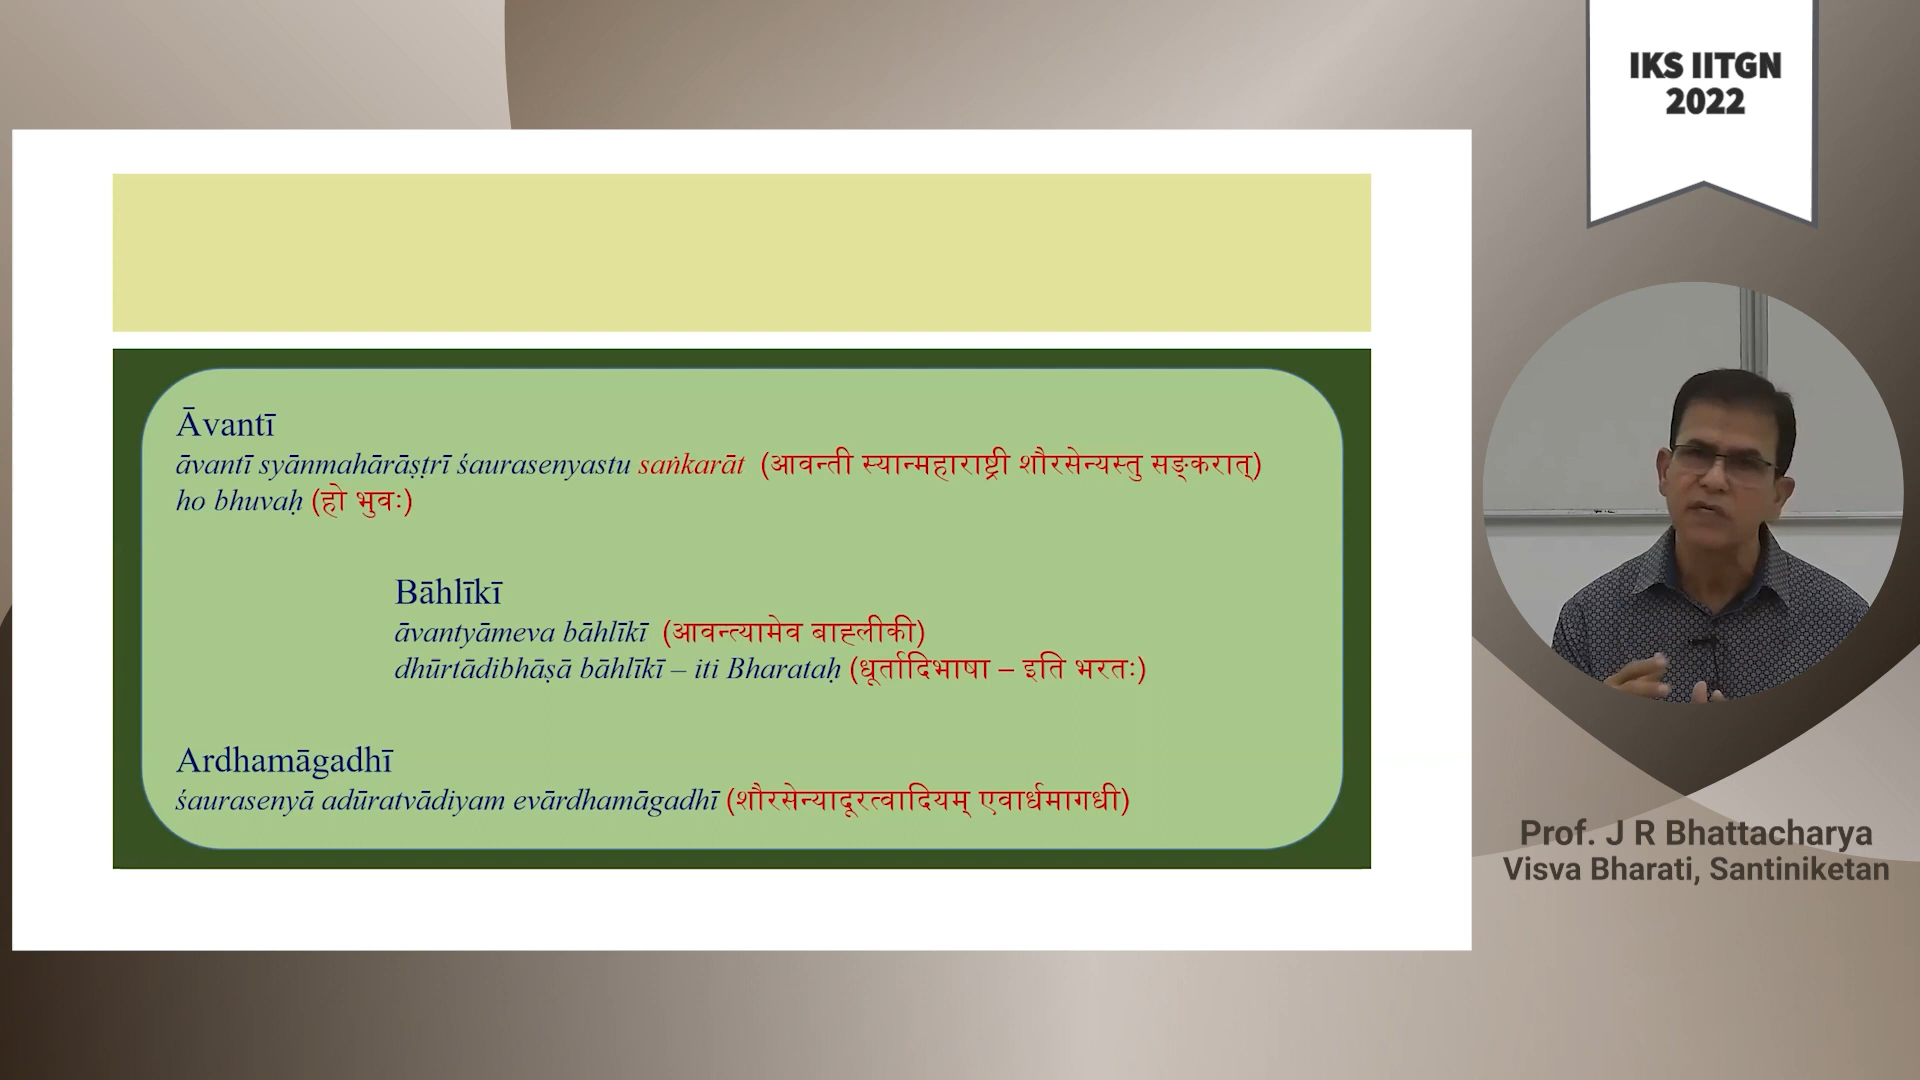 IKS IITGN
2022
Āvantī
āvantī syānmahārāṣṭrī śaurasenyastu saṅkarāt (आवन्ती स्यान्महाराष्ट्री शौरसेन्यस्तु सङ्करात्)
ho bhuvaḥ (हो भुवः)
Bāhlīkī
āvantyāmeva bāhlīkī (आवन्त्यामेव बाह्लीकी)
dhūrtādibhāṣā bāhlīkī – iti Bharataḥ (धूर्तादिभाषा – इति भरतः)
Ardhamāgadhī
śaurasenyā adūratvādiyam evārdhamāgadhī (शौरसेन्यादूरत्वादियम् एवार्धमागधी)
Prof. J R Bhattacharya
Visva Bharati, Santiniketan